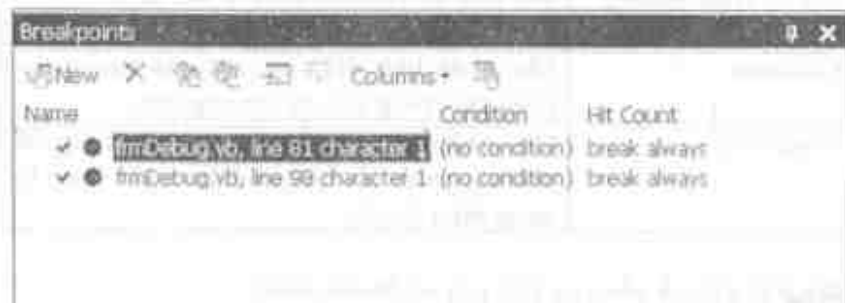 Breakpoints
New Columns
Name Condition Hit Count
frmDebug.vb, line 81 character 1 (no condition) break always
frmDebug.vb, line 98 character 1 (no condition) break always